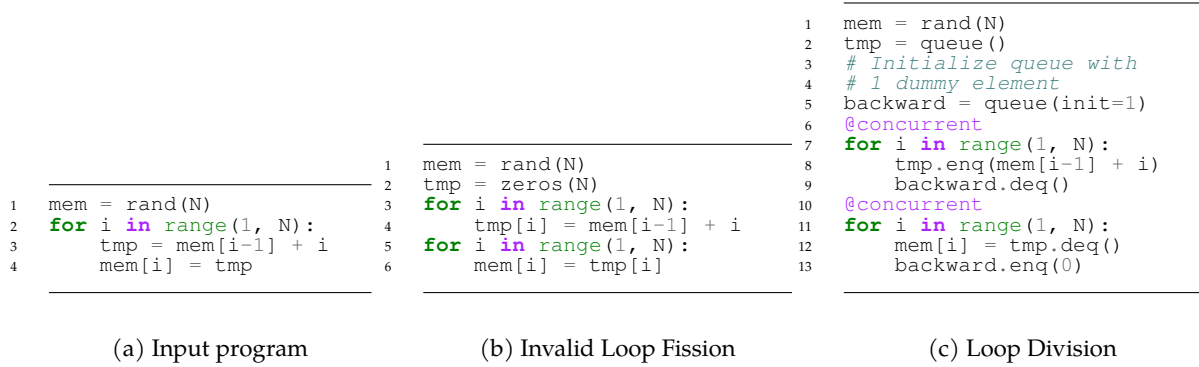 1 mem = rand(N)
2 for i in range(1, N):
3 tmp = mem[i-1] + i
4 mem[i] = tmp
(a) Input program
1 mem = rand(N)
2 tmp = zeros(N)
3 for i in range(1, N):
4 tmp[i] = mem[i-1] + i
5 for i in range(1, N):
6 mem[i] = tmp[i]
(b) Invalid Loop Fission
1 mem = rand(N)
2 tmp = queue()
3 # Initialize queue with
4 # 1 dummy element
5 backward = queue(init=1)
6 @concurrent
7 for i in range(1, N):
8 tmp.enq(mem[i-1] + i)
9 backward.deq()
10 @concurrent
11 for i in range(1, N):
12 mem[i] = tmp.deq()
13 backward.enq(0)
(c) Loop Division